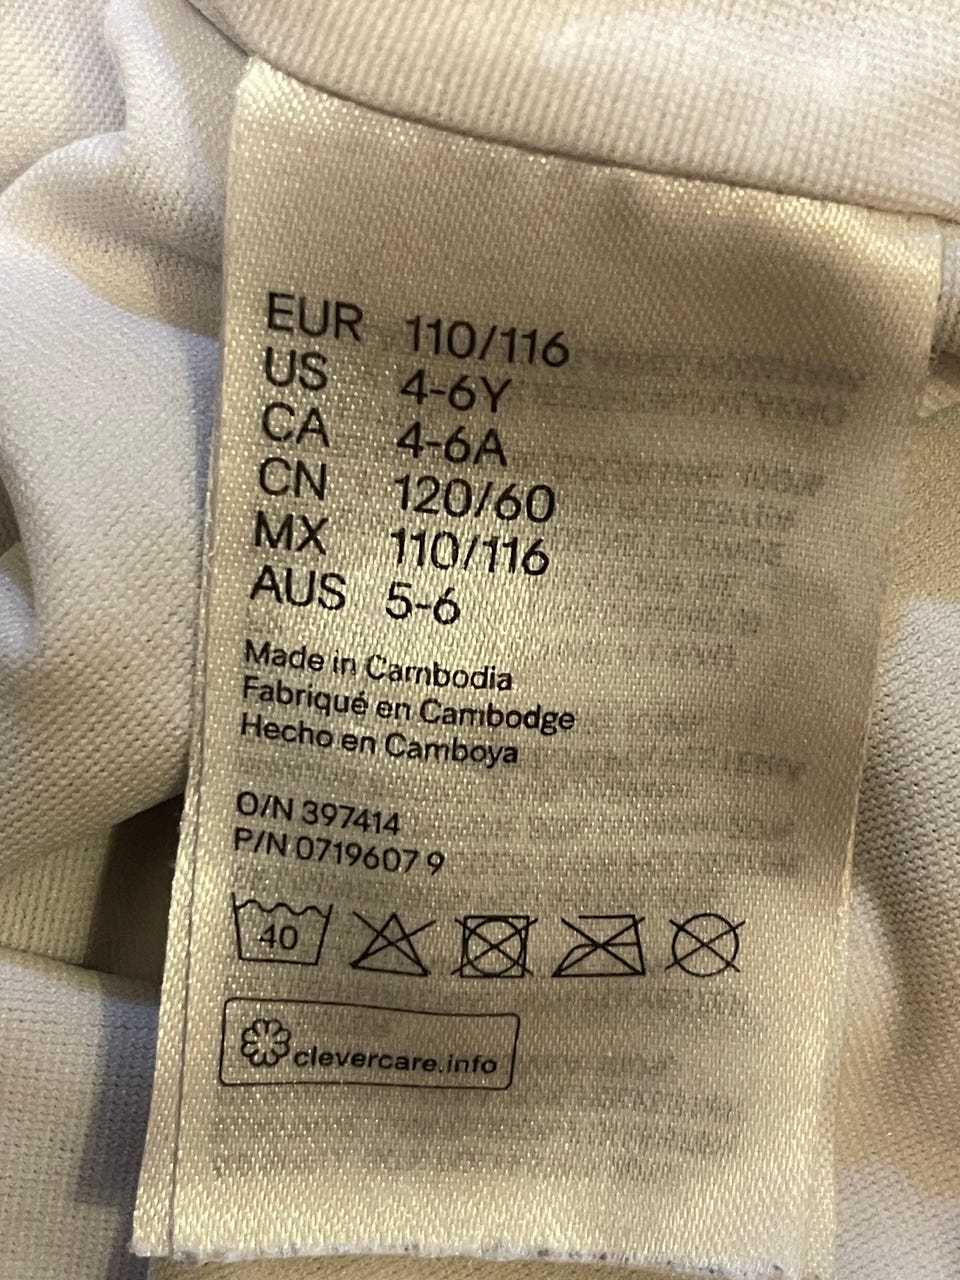 EUR 110/116
US 4-6Y
CA 4-6A
CN 120/60
MX 110/116
AUS 5-6
Made in Cambodia
Fabriqué en Cambodge
Hecho en Camboya
O/N 397414
P/N 0719607 9
40
clevercare.info